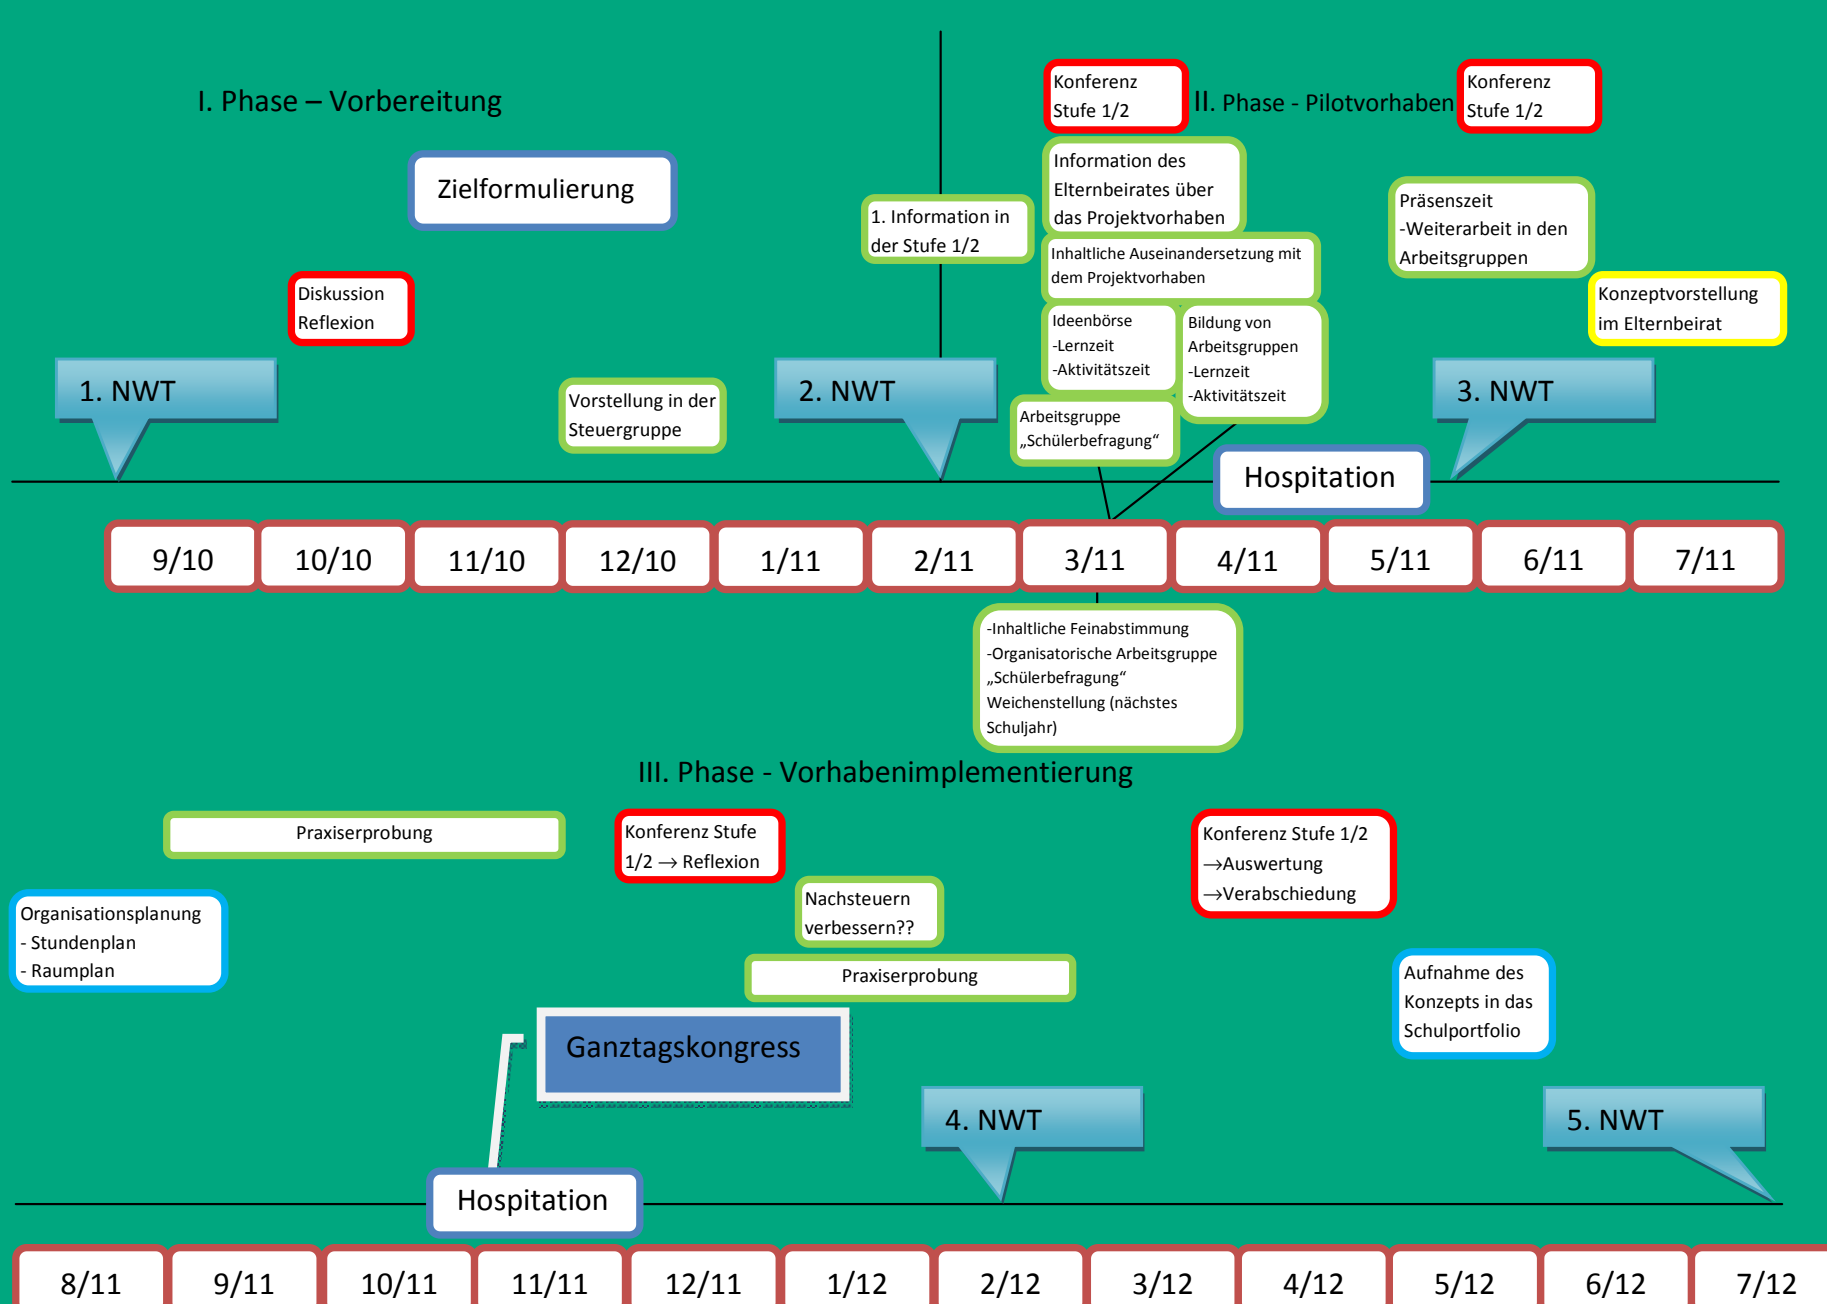 I. Phase – Vorbereitung
II. Phase - Pilotvorhaben
Konferenz
Stufe 1/2
Konferenz
Stufe 1/2
Zielformulierung
Information des
Elternbeirates über
das Projektvorhaben
1. Information in
der Stufe 1/2
Präsenszeit
-Weiterarbeit in den
Arbeitsgruppen
Inhaltliche Auseinandersetzung mit
dem Projektvorhaben
Diskussion
Reflexion
Konzeptvorstellung
im Elternbeirat
Ideenbörse
-Lernzeit
-Aktivitätszeit
Bildung von
Arbeitsgruppen
-Lernzeit
-Aktivitätszeit
1. NWT
2. NWT
3. NWT
Vorstellung in der
Steuergruppe
Arbeitsgruppe
„Schülerbefragung“
Hospitation
9/10
10/10
11/10
12/10
1/11
2/11
3/11
4/11
5/11
6/11
7/11
-Inhaltliche Feinabstimmung
-Organisatorische Arbeitsgruppe
„Schülerbefragung“
Weichenstellung (nächstes
Schuljahr)
III. Phase - Vorhabenimplementierung
Praxiserprobung
Konferenz Stufe
1/2 → Reflexion
Konferenz Stufe 1/2
→Auswertung
→Verabschiedung
Organisationsplanung
- Stundenplan
- Raumplan
Nachsteuern
verbessern??
Praxiserprobung
Aufnahme des
Konzepts in das
Schulportfolio
Ganztagskongress
4. NWT
5. NWT
Hospitation
8/11
9/11
10/11
11/11
12/11
1/12
2/12
3/12
4/12
5/12
6/12
7/12